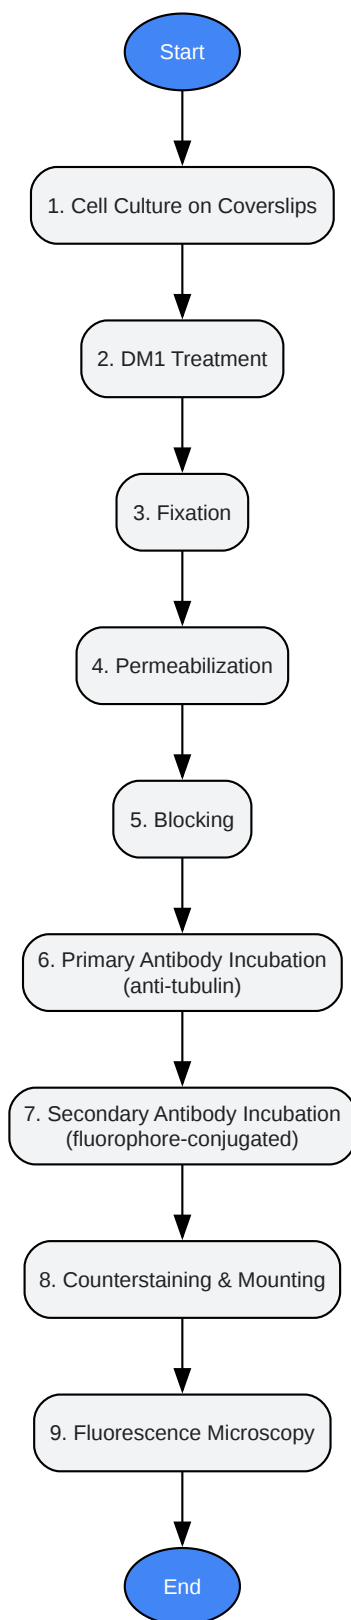 Start
1. Cell Culture on Coverslips
2. DM1 Treatment
3. Fixation
4. Permeabilization
5. Blocking
6. Primary Antibody Incubation
(anti-tubulin)
7. Secondary Antibody Incubation
(fluorophore-conjugated)
8. Counterstaining & Mounting
9. Fluorescence Microscopy
End